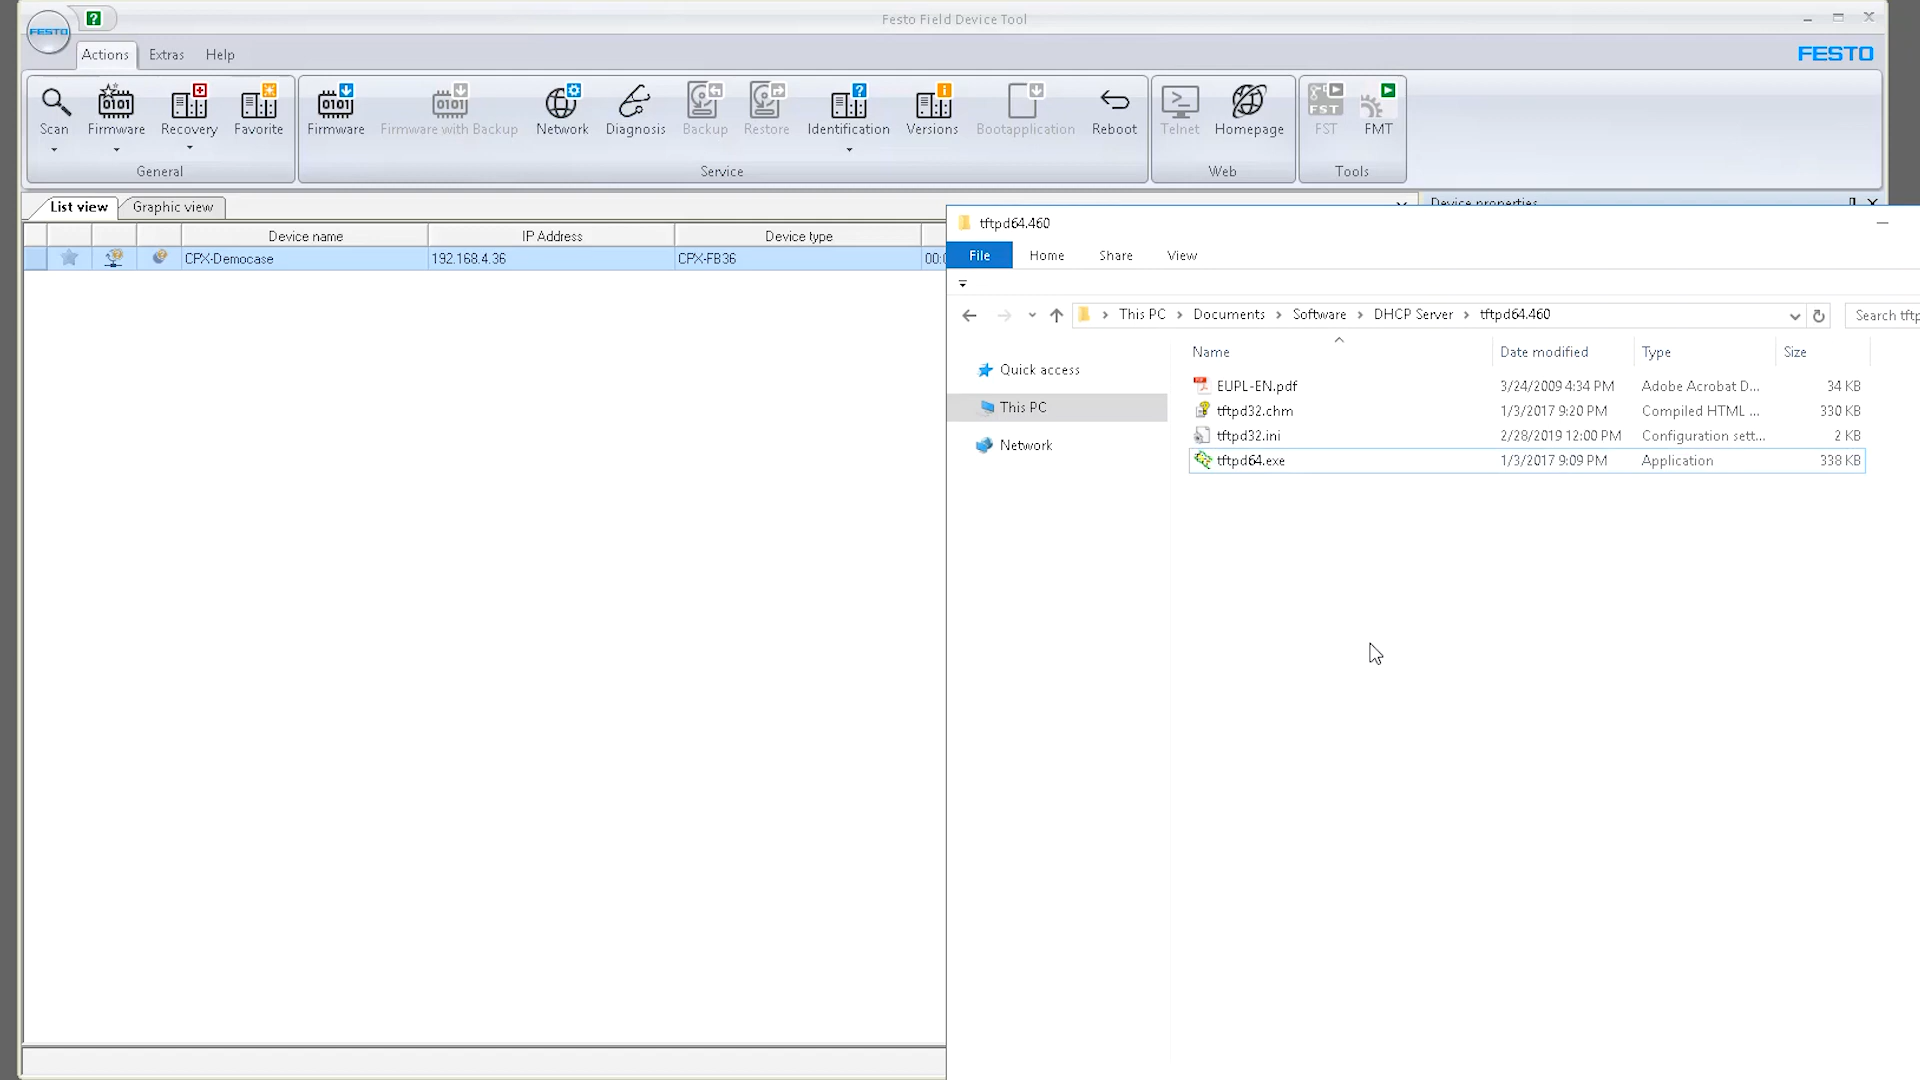 FESTO
?
Festo Field Device Tool
Actions
Extras
Help
FESTO
Scan
Firmware
Recovery
Favorite
General
Firmware
Firmware with Backup
Network
Diagnosis
Backup
Restore
Identification
Versions
Bootapplication
Reboot
Service
Telnet
Homepage
Web
FST
FMT
Tools
List view
Graphic view
Device properties
Device name
IP Address
Device type
CPX-Democase
192.168.4.36
CPX-FB36
00:0
tftpd64.460
File
Home
Share
View
This PC > Documents > Software > DHCP Server > tftpd64.460
Search tftp
Quick access
This PC
Network
Name
Date modified
Type
Size
EUPL-EN.pdf
3/24/2009 4:34 PM
Adobe Acrobat D...
34 KB
tftpd32.chm
1/3/2017 9:20 PM
Compiled HTML ...
330 KB
tftpd32.ini
2/28/2019 12:00 PM
Configuration sett...
2 KB
tftpd64.exe
1/3/2017 9:09 PM
Application
338 KB